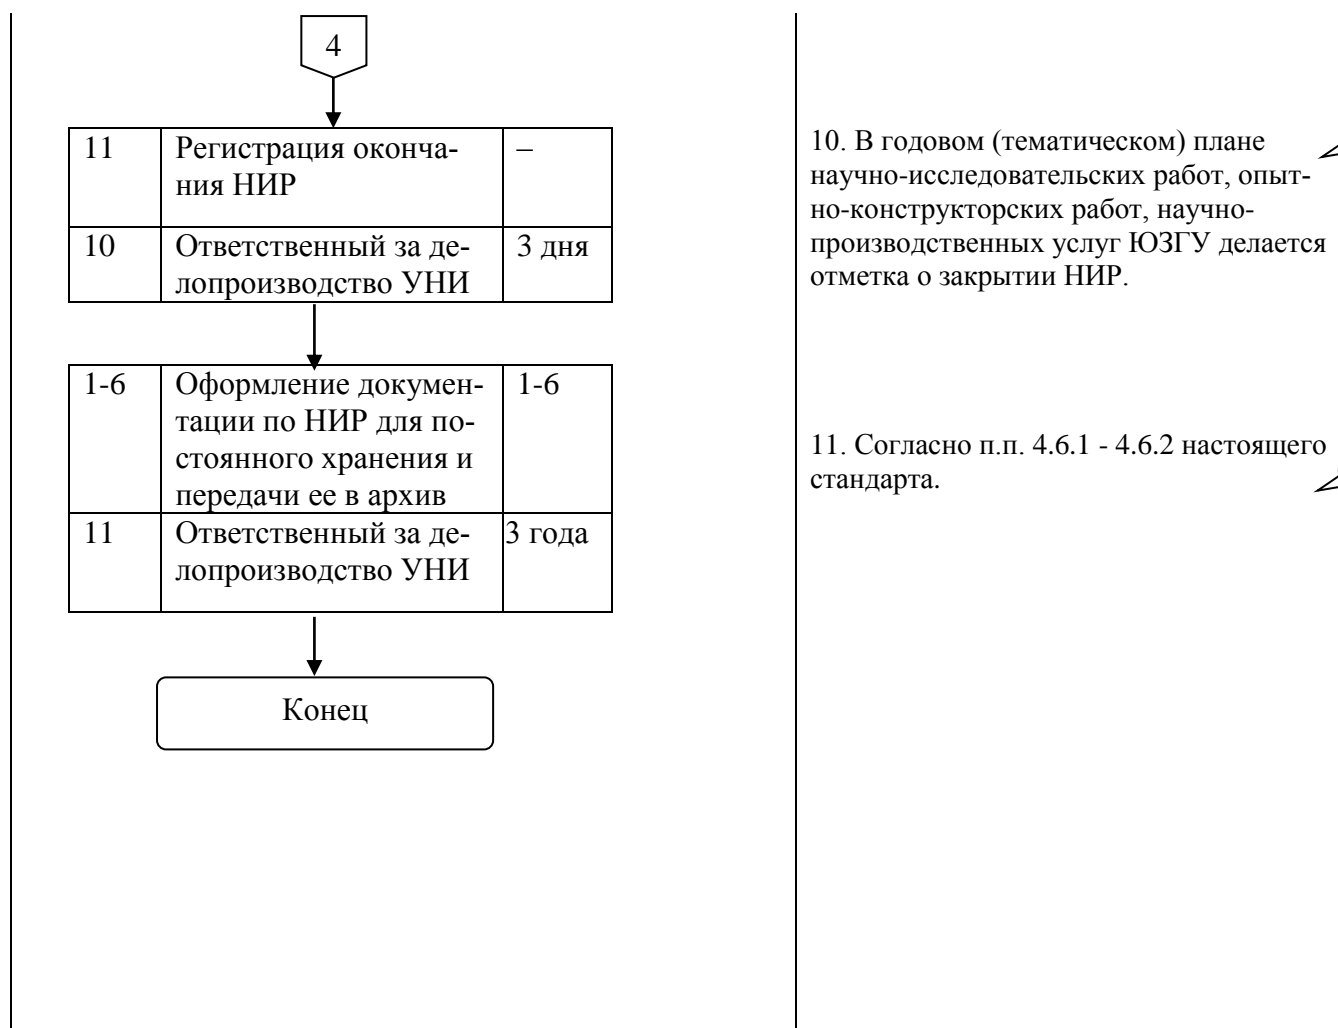 4
11 Регистрация оконча- –
ния НИР
10 Ответственный за де- 3 дня
лопроизводство УНИ
1-6 Оформление докумен- 1-6
тации по НИР для по-
стоянного хранения и
передачи ее в архив
11 Ответственный за де- 3 года
лопроизводство УНИ
Конец
10. В годовом (тематическом) плане
научно-исследовательских работ, опыт-
но-конструкторских работ, научно-
производственных услуг ЮЗГУ делается
отметка о закрытии НИР.
11. Согласно п.п. 4.6.1 - 4.6.2 настоящего
стандарта.